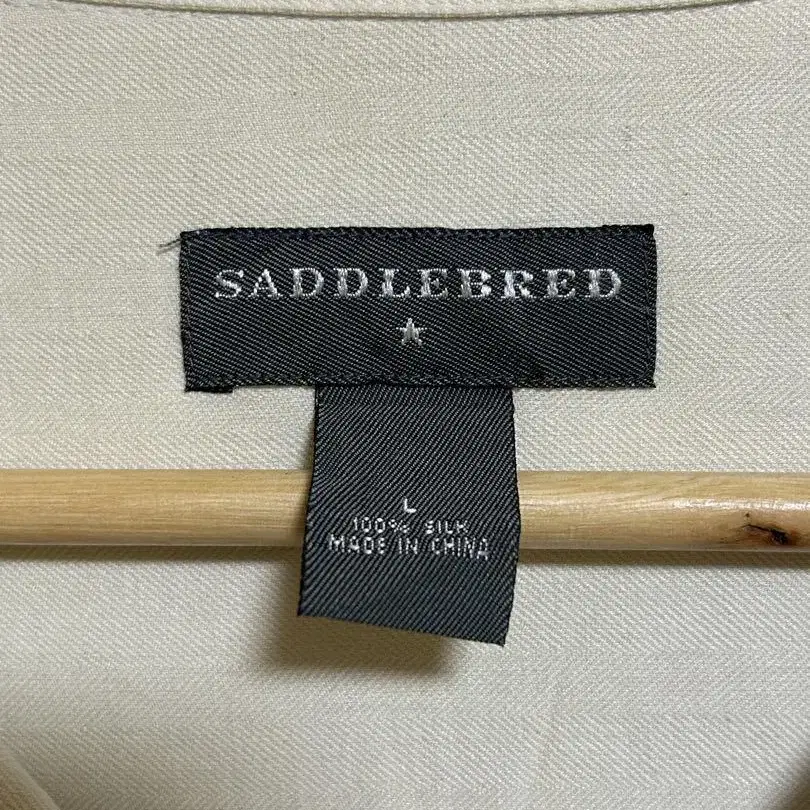 SADDLEBRED
L
100% SILK
MADE IN CHINA